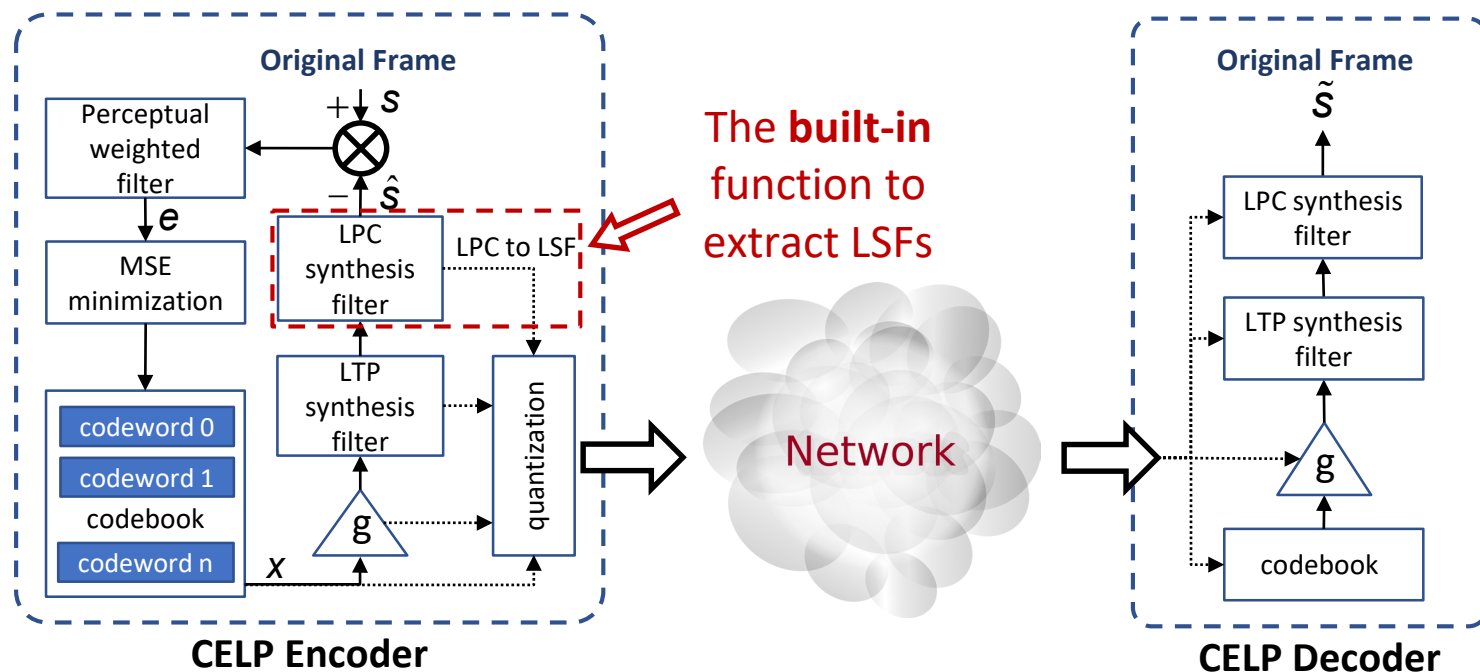 Original Frame
+
s
Perceptual
weighted
filter
−
ŝ
e
MSE
minimization
LPC
synthesis
filter
LPC to LSF
LTP
synthesis
filter
quantization
codeword 0
codeword 1
codebook
codeword n
x
g
CELP Encoder
The built-in
function to
extract LSFs
Network
Original Frame
s̃
LPC synthesis
filter
LTP synthesis
filter
g
codebook
CELP Decoder